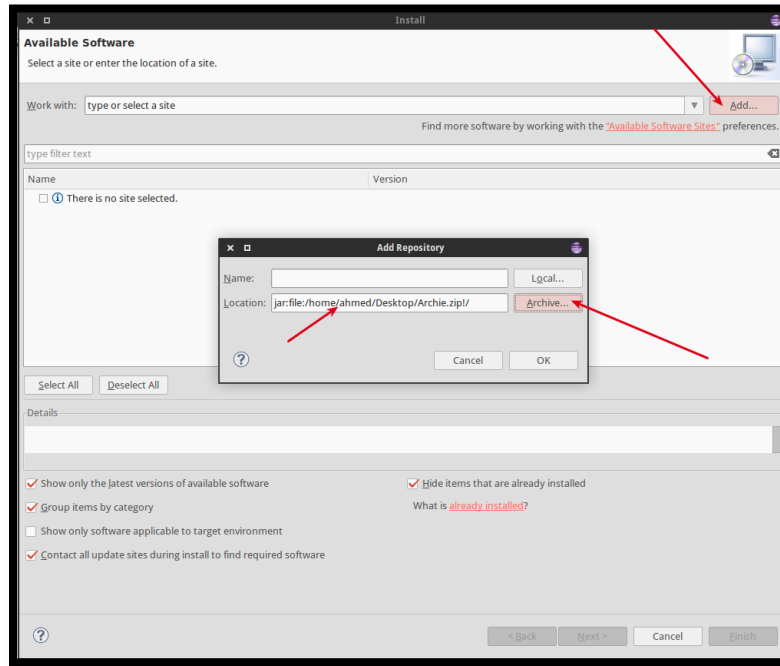 Install
Available Software
Select a site or enter the location of a site.
Work with: type or select a site Add...
Find more software by working with the "Available Software Sites" preferences.
type filter text
Name Version
There is no site selected.
Add Repository
Name: Local...
Location: jar:file:/home/ahmed/Desktop/Archie.zip!/ Archive...
Cancel OK
Select All Deselect All
Details
Show only the latest versions of available software Hide items that are already installed
Group items by category What is already installed?
Show only software applicable to target environment
Contact all update sites during install to find required software
< Back Next > Cancel Finish